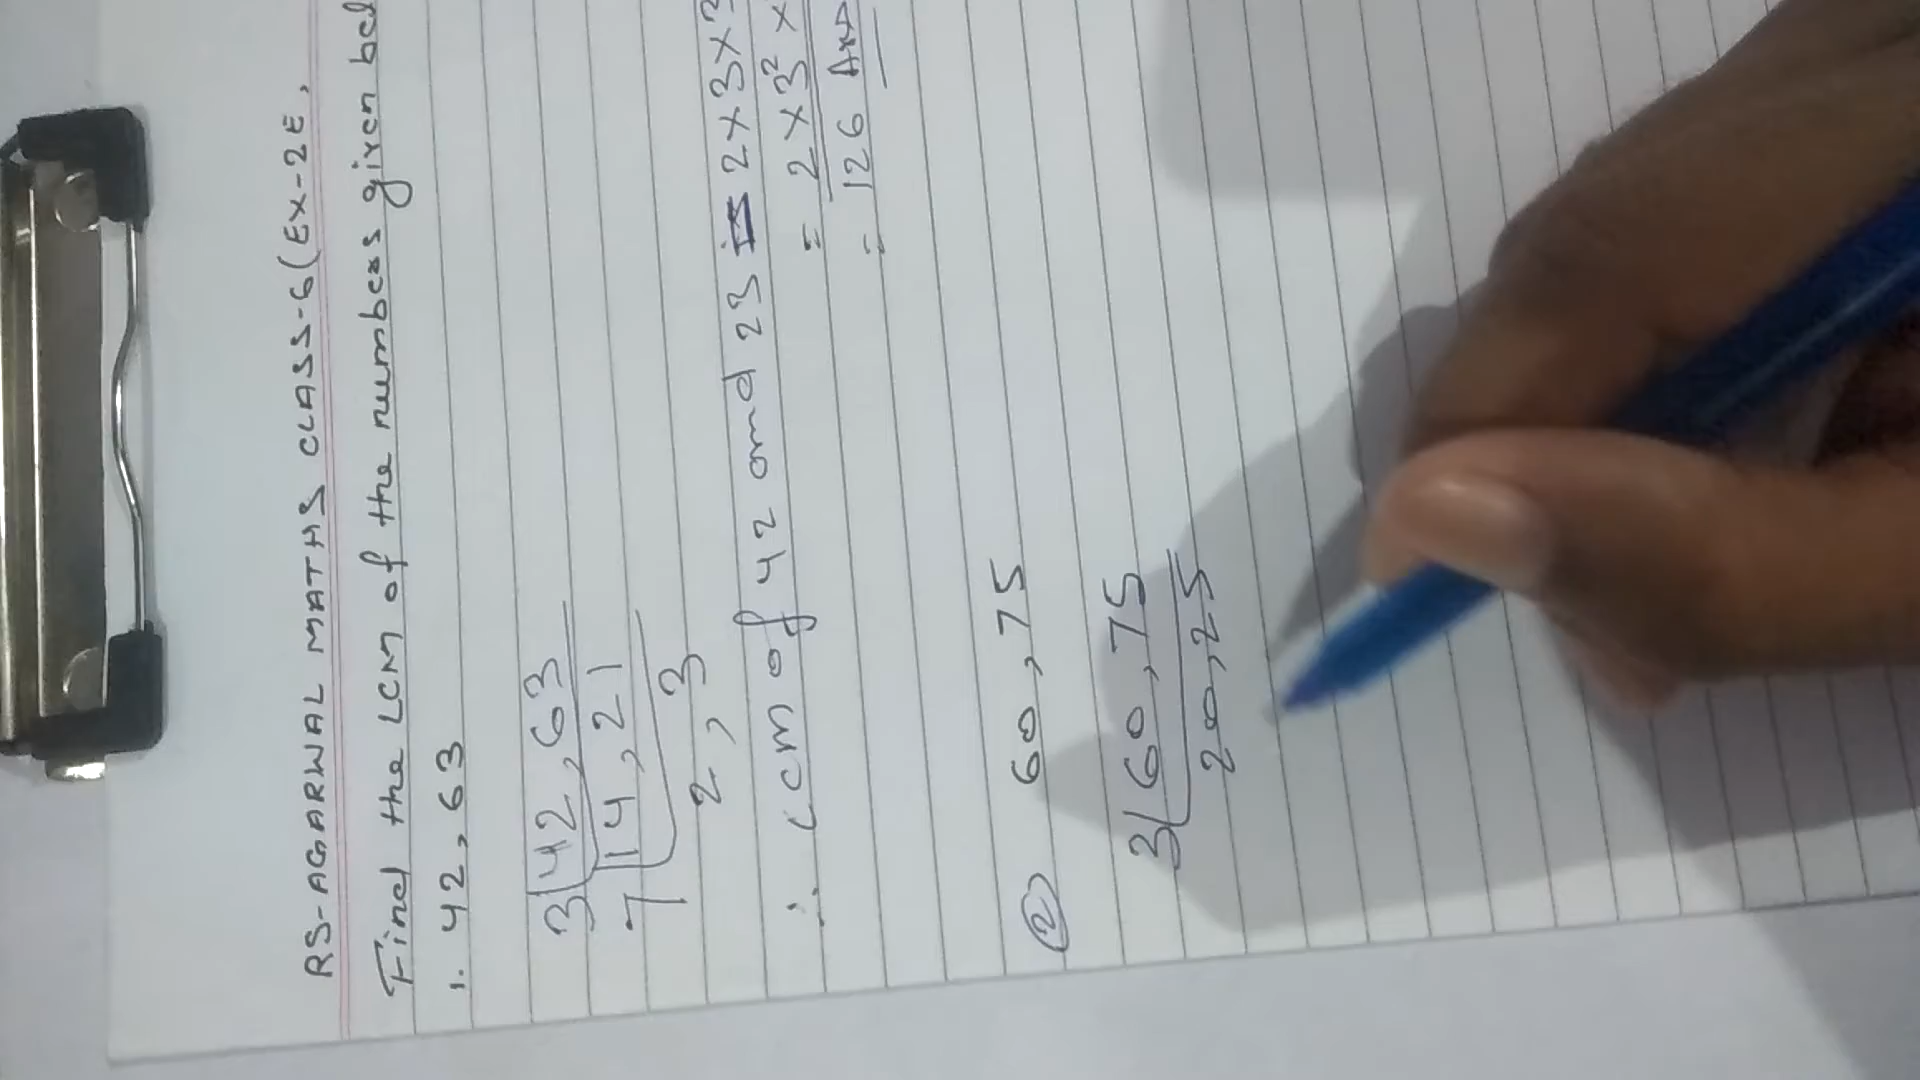 RS-AGARWAL MATHS CLASS-6(EX-2E,
Find the LCM of the numbers given bel
1. 42,63
3|42,63
7|14,21
2,3
∴ LCM of 42 and 23 = 2×3×3
= 2×3²×
= 126 Ans
② 60,75
3|60,75
20,25